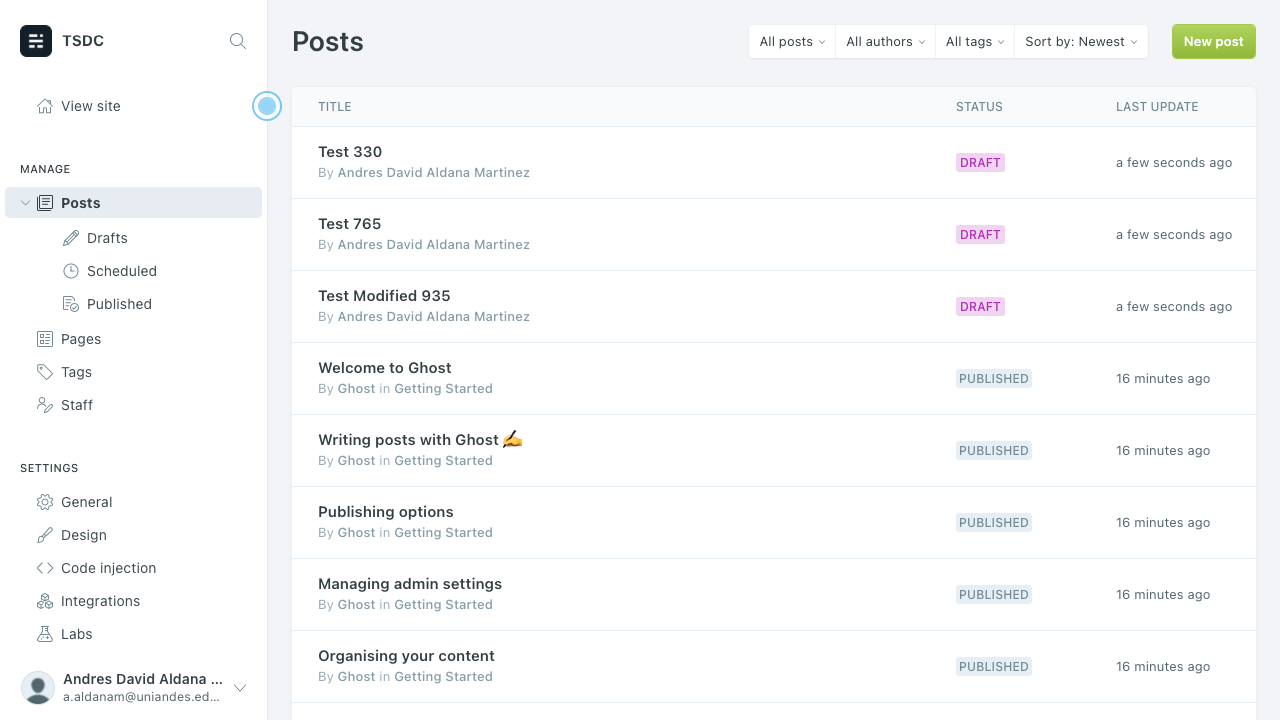 TSDC
View site
MANAGE
Posts
Drafts
Scheduled
Published
Pages
Tags
Staff
SETTINGS
General
Design
Code injection
Integrations
Labs
Andres David Aldana ...
a.aldanam@uniandes.ed...
Posts
All posts
All authors
All tags
Sort by: Newest
New post
TITLE STATUS LAST UPDATE
Test 330
By Andres David Aldana Martinez
DRAFT
a few seconds ago
Test 765
By Andres David Aldana Martinez
DRAFT
a few seconds ago
Test Modified 935
By Andres David Aldana Martinez
DRAFT
a few seconds ago
Welcome to Ghost
By Ghost in Getting Started
PUBLISHED
16 minutes ago
Writing posts with Ghost ✍️
By Ghost in Getting Started
PUBLISHED
16 minutes ago
Publishing options
By Ghost in Getting Started
PUBLISHED
16 minutes ago
Managing admin settings
By Ghost in Getting Started
PUBLISHED
16 minutes ago
Organising your content
By Ghost in Getting Started
PUBLISHED
16 minutes ago